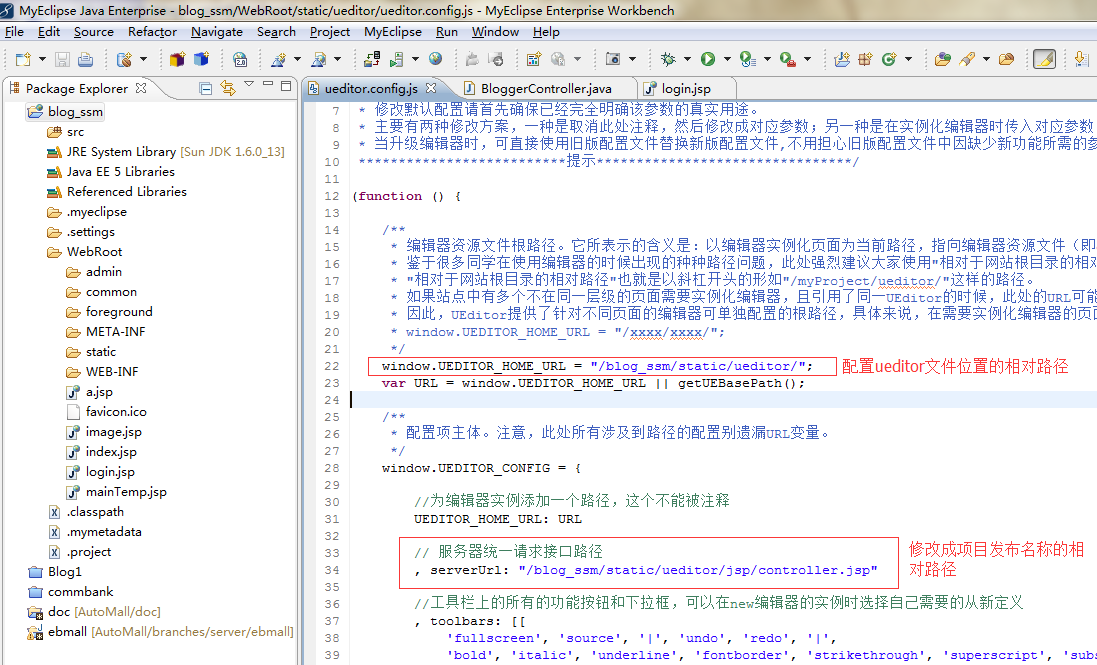 MyEclipse Java Enterprise - blog_ssm/WebRoot/static/ueditor/ueditor.config.js - MyEclipse Enterprise Workbench
File Edit Source Refactor Navigate Search Project MyEclipse Run Window Help
Package Explorer
blog_ssm
src
JRE System Library [Sun JDK 1.6.0_13]
Java EE 5 Libraries
Referenced Libraries
.myeclipse
.settings
WebRoot
admin
common
foreground
META-INF
static
WEB-INF
a.jsp
favicon.ico
image.jsp
index.jsp
login.jsp
mainTemp.jsp
.classpath
.mymetadata
.project
Blog1
commbank
doc [AutoMall/doc]
ebmall [AutoMall/branches/server/ebmall]
ueditor.config.js BloggerController.java login.jsp
7 * 修改默认配置请首先确保已经完全明确该参数的真实用途。
8 * 主要有两种修改方案，一种是取消此处注释，然后修改成对应参数；另一种是在实例化编辑器时传入对应参数
9 * 当升级编辑器时，可直接使用旧版配置文件替换新版配置文件,不用担心旧版配置文件中因缺少新功能所需的参
10 **************************提示********************************/
11
12 (function () {
13
14 /**
15 * 编辑器资源文件根路径。它所表示的含义是：以编辑器实例化页面为当前路径，指向编辑器资源文件（即
16 * 鉴于很多同学在使用编辑器的时候出现的种种路径问题，此处强烈建议大家使用"相对于网站根目录的相对
17 * "相对于网站根目录的相对路径"也就是以斜杠开头的形如"/myProject/ueditor/"这样的路径。
18 * 如果站点中有多个不在同一层级的页面需要实例化编辑器，且引用了同一UEditor的时候，此处的URL可能
19 * 因此，UEditor提供了针对不同页面的编辑器可单独配置的根路径，具体来说，在需要实例化编辑器的页面
20 * window.UEDITOR_HOME_URL = "/xxxx/xxxx/";
21 */
22 window.UEDITOR_HOME_URL = "/blog_ssm/static/ueditor/"; 配置ueditor文件位置的相对路径
23 var URL = window.UEDITOR_HOME_URL || getUEBasePath();
24
25 /**
26 * 配置项主体。注意，此处所有涉及到路径的配置别遗漏URL变量。
27 */
28 window.UEDITOR_CONFIG = {
29
30 //为编辑器实例添加一个路径，这个不能被注释
31 UEDITOR_HOME_URL: URL
32
33 // 服务器统一请求接口路径
34 , serverUrl: "/blog_ssm/static/ueditor/jsp/controller.jsp"
修改成项目发布名称的相
对路径
35
36 //工具栏上的所有的功能按钮和下拉框，可以在new编辑器的实例时选择自己需要的从新定义
37 , toolbars: [[
38 'fullscreen', 'source', '|', 'undo', 'redo', '|',
39 'bold', 'italic', 'underline', 'fontborder', 'strikethrough', 'superscript', 'subs